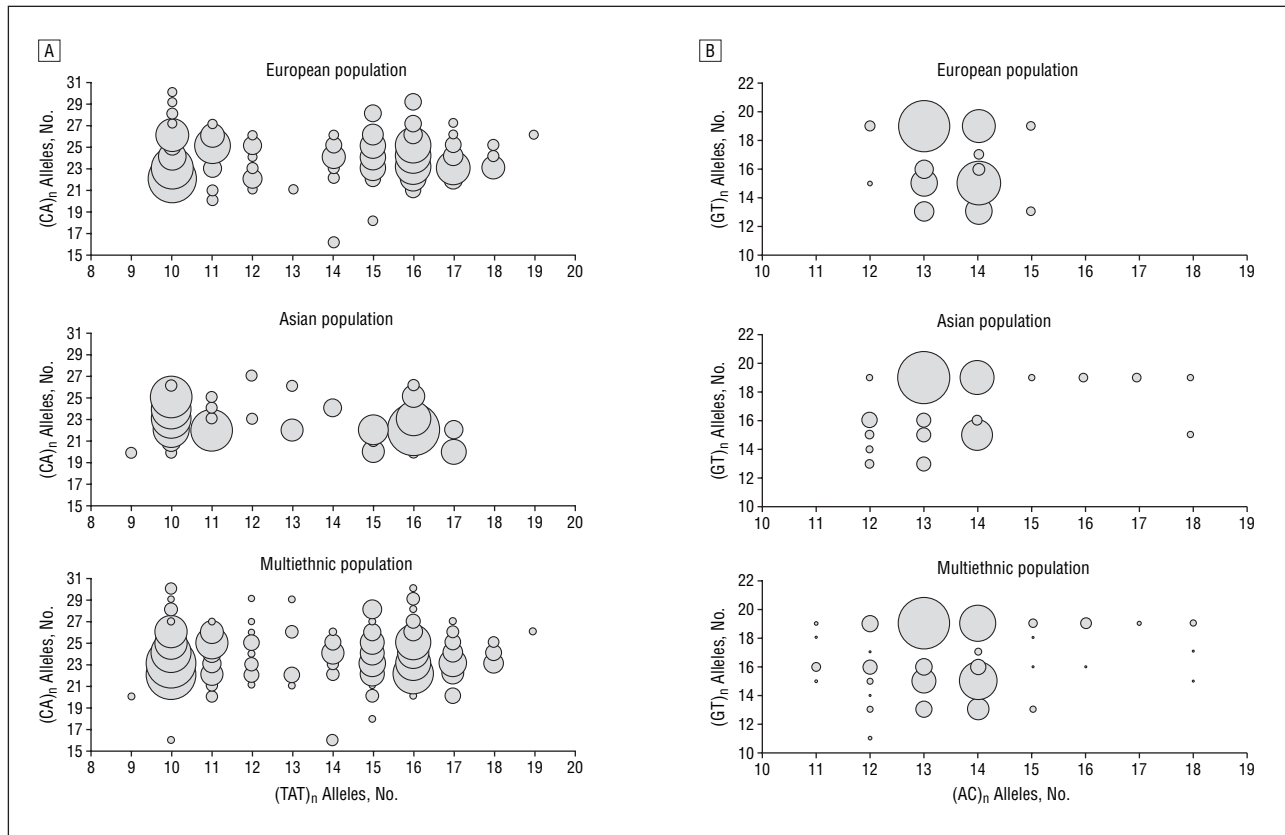 A
European population
(CA)n Alleles, No.
31
29
27
25
23
21
19
17
15
8 9 10 11 12 13 14 15 16 17 18 19 20
Asian population
(CA)n Alleles, No.
31
29
27
25
23
21
19
17
15
8 9 10 11 12 13 14 15 16 17 18 19 20
Multiethnic population
(CA)n Alleles, No.
31
29
27
25
23
21
19
17
15
8 9 10 11 12 13 14 15 16 17 18 19 20
(TAT)n Alleles, No.
B
European population
(GT)n Alleles, No.
22
20
18
16
14
12
10
10 11 12 13 14 15 16 17 18 19
Asian population
(GT)n Alleles, No.
22
20
18
16
14
12
10
10 11 12 13 14 15 16 17 18 19
Multiethnic population
(GT)n Alleles, No.
22
20
18
16
14
12
10
10 11 12 13 14 15 16 17 18 19
(AC)n Alleles, No.